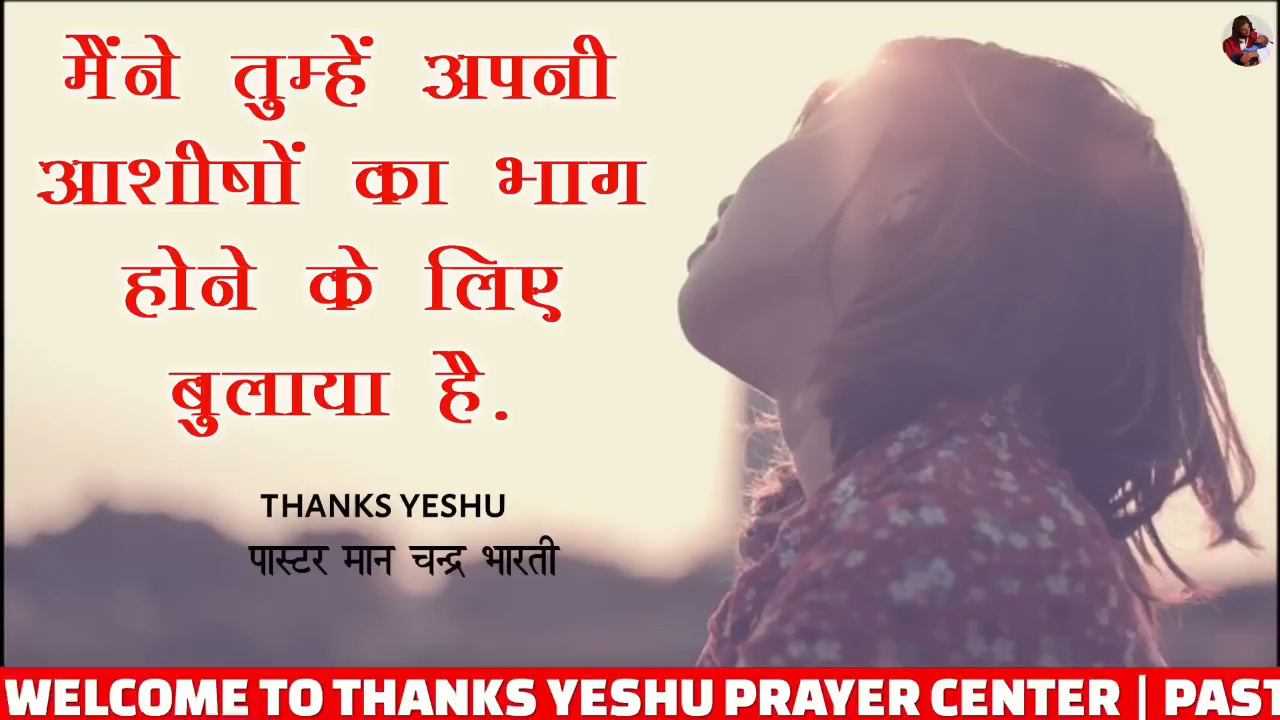 मैंने तुम्हें अपनी
आशीषों का भाग
होने के लिए
बुलाया है.
THANKS YESHU
पास्टर मान चन्द्र भारती
WELCOME TO THANKS YESHU PRAYER CENTER | PAST